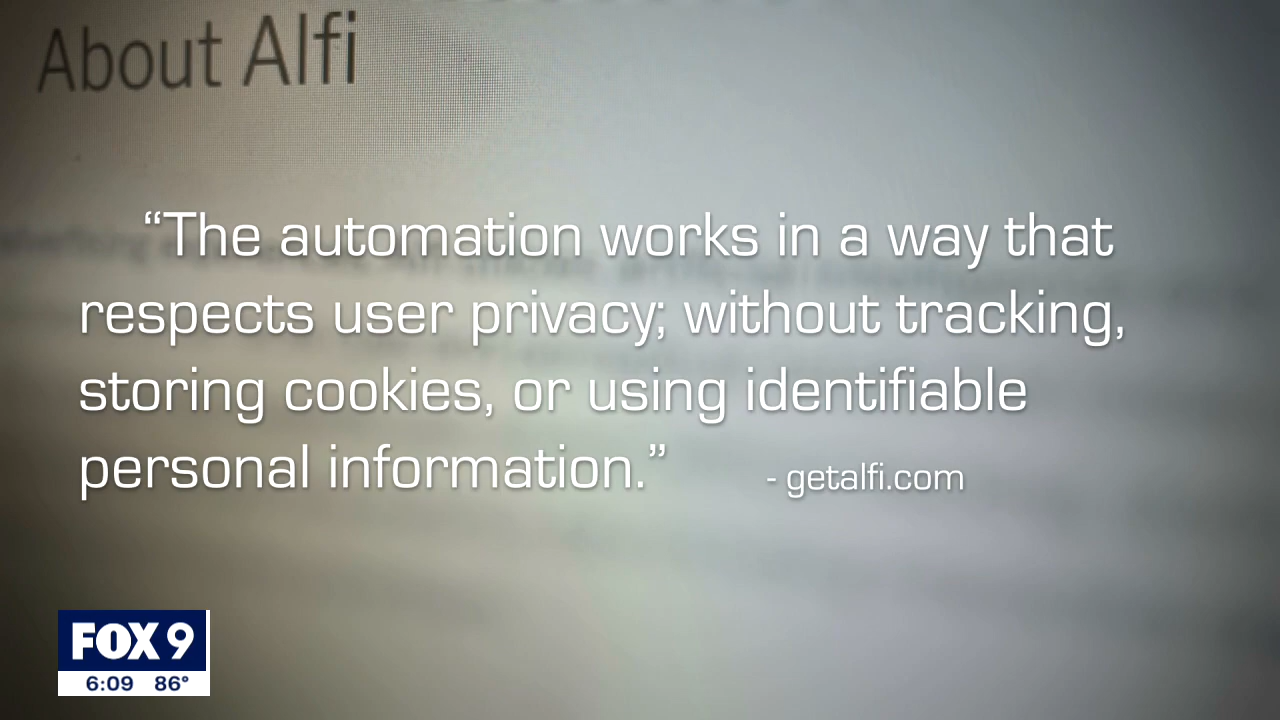 About Alfi
“The automation works in a way that
respects user privacy; without tracking,
storing cookies, or using identifiable
personal information.”
- getalfi.com
FOX 9
6:09 86°